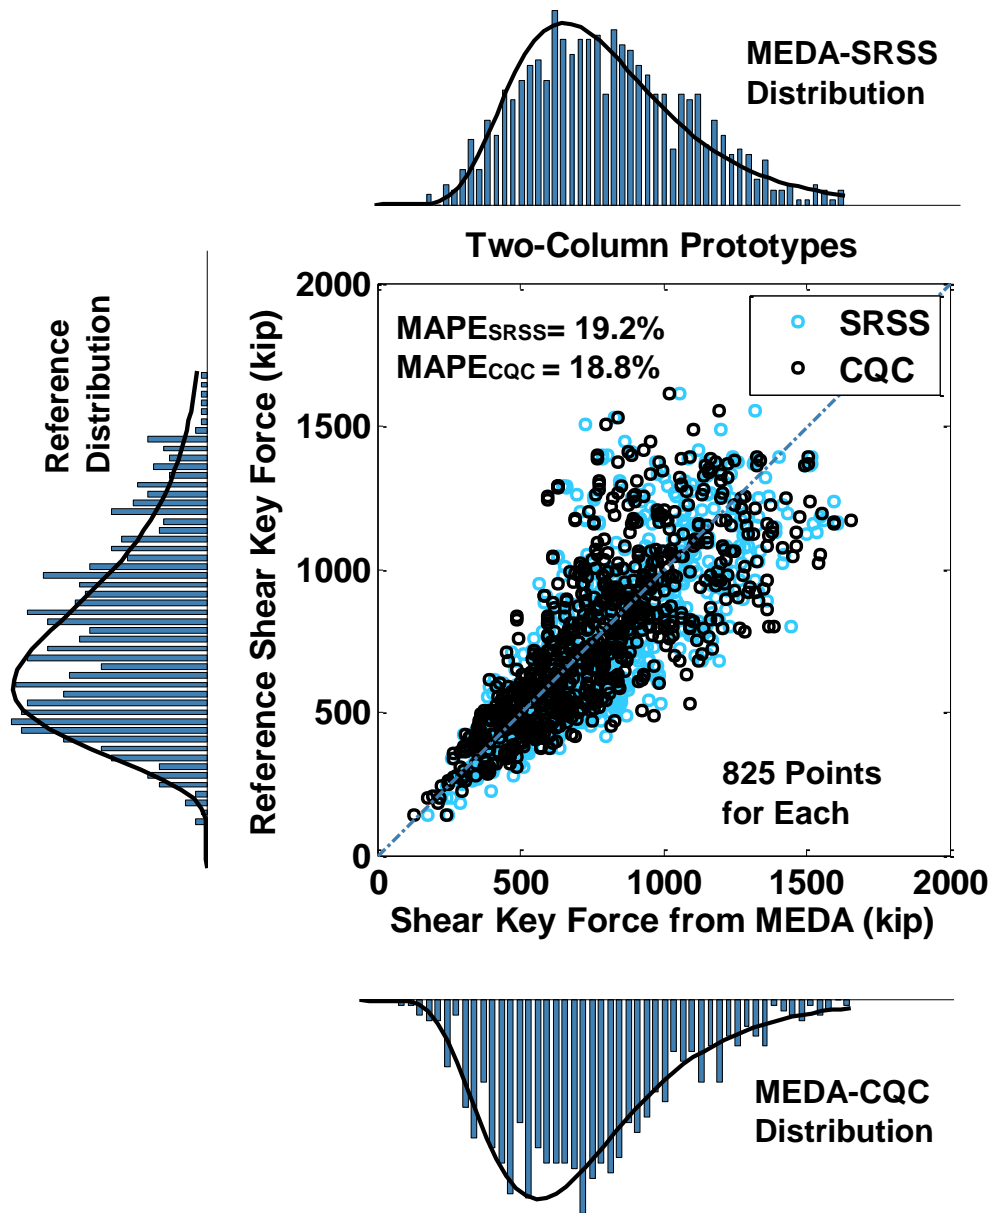 MEDA-SRSS
Distribution
Two-Column Prototypes
Reference
Distribution
Reference Shear Key Force (kip)
2000
1500
1000
500
0
MAPESRSS= 19.2%
MAPECQC = 18.8%
SRSS
CQC
825 Points
for Each
0 500 1000 1500 2000
Shear Key Force from MEDA (kip)
MEDA-CQC
Distribution